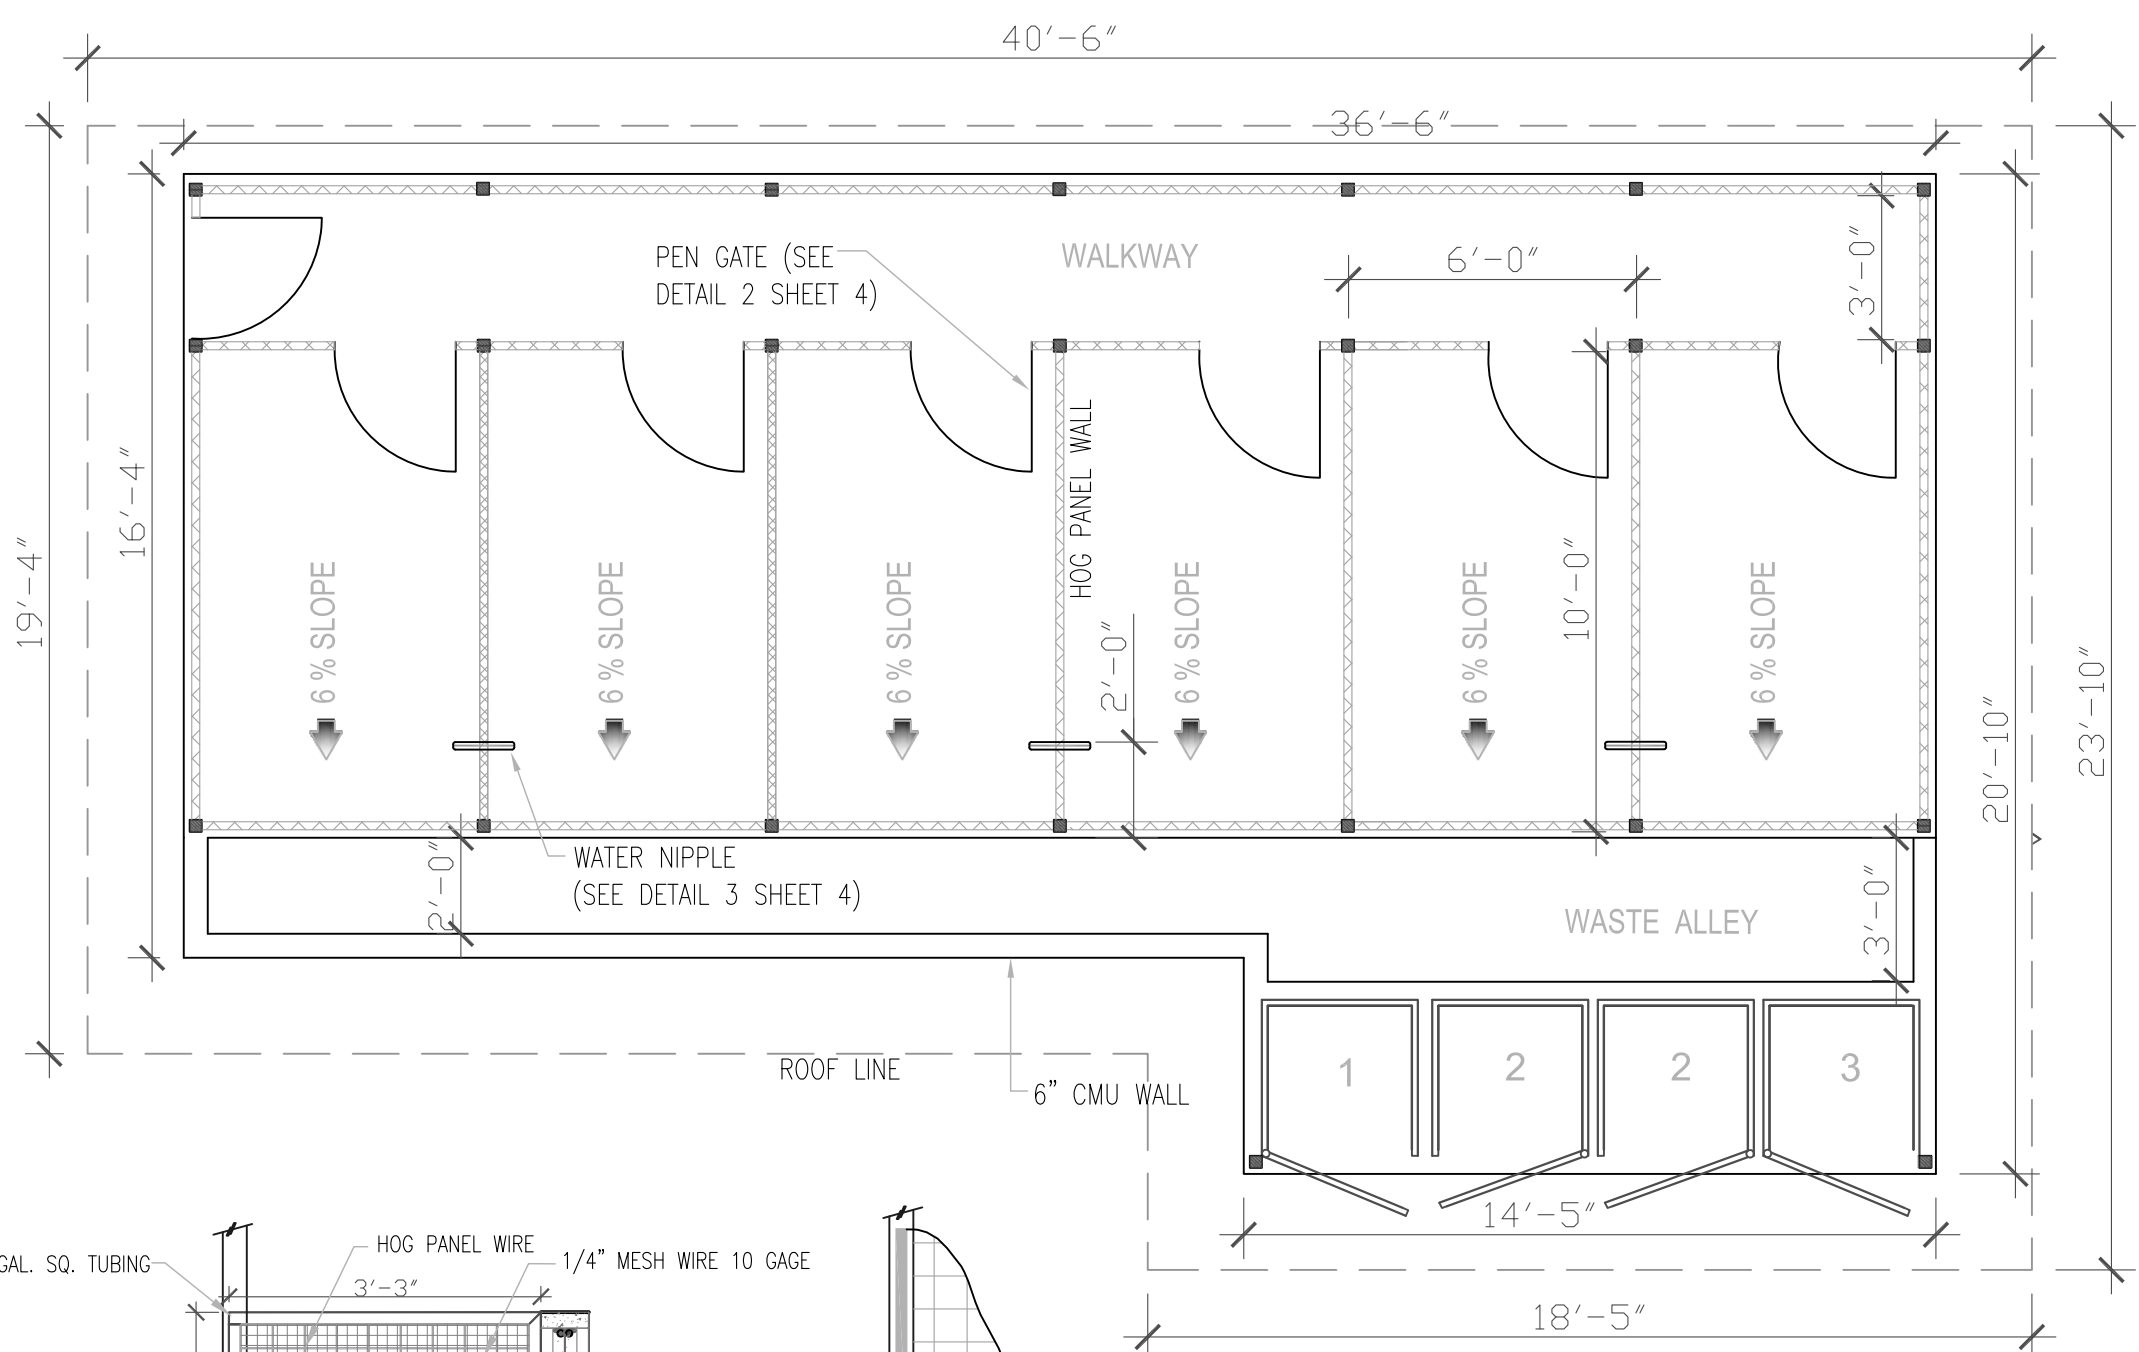 40'-6"
36'-6"
PEN GATE (SEE
DETAIL 2 SHEET 4)
WALKWAY
6'-0"
3'-0"
19'-4"
16'-4"
HOG PANEL WALL
6 % SLOPE
6 % SLOPE
6 % SLOPE
6 % SLOPE
6 % SLOPE
6 % SLOPE
10'-0"
2'-0"
20'-10"
23'-10"
2'-0"
WATER NIPPLE
(SEE DETAIL 3 SHEET 4)
WASTE ALLEY
3'-0"
ROOF LINE
6" CMU WALL
1
2
2
3
14'-5"
18'-5"
GAL. SQ. TUBING
HOG PANEL WIRE
1/4" MESH WIRE 10 GAGE
3'-3"